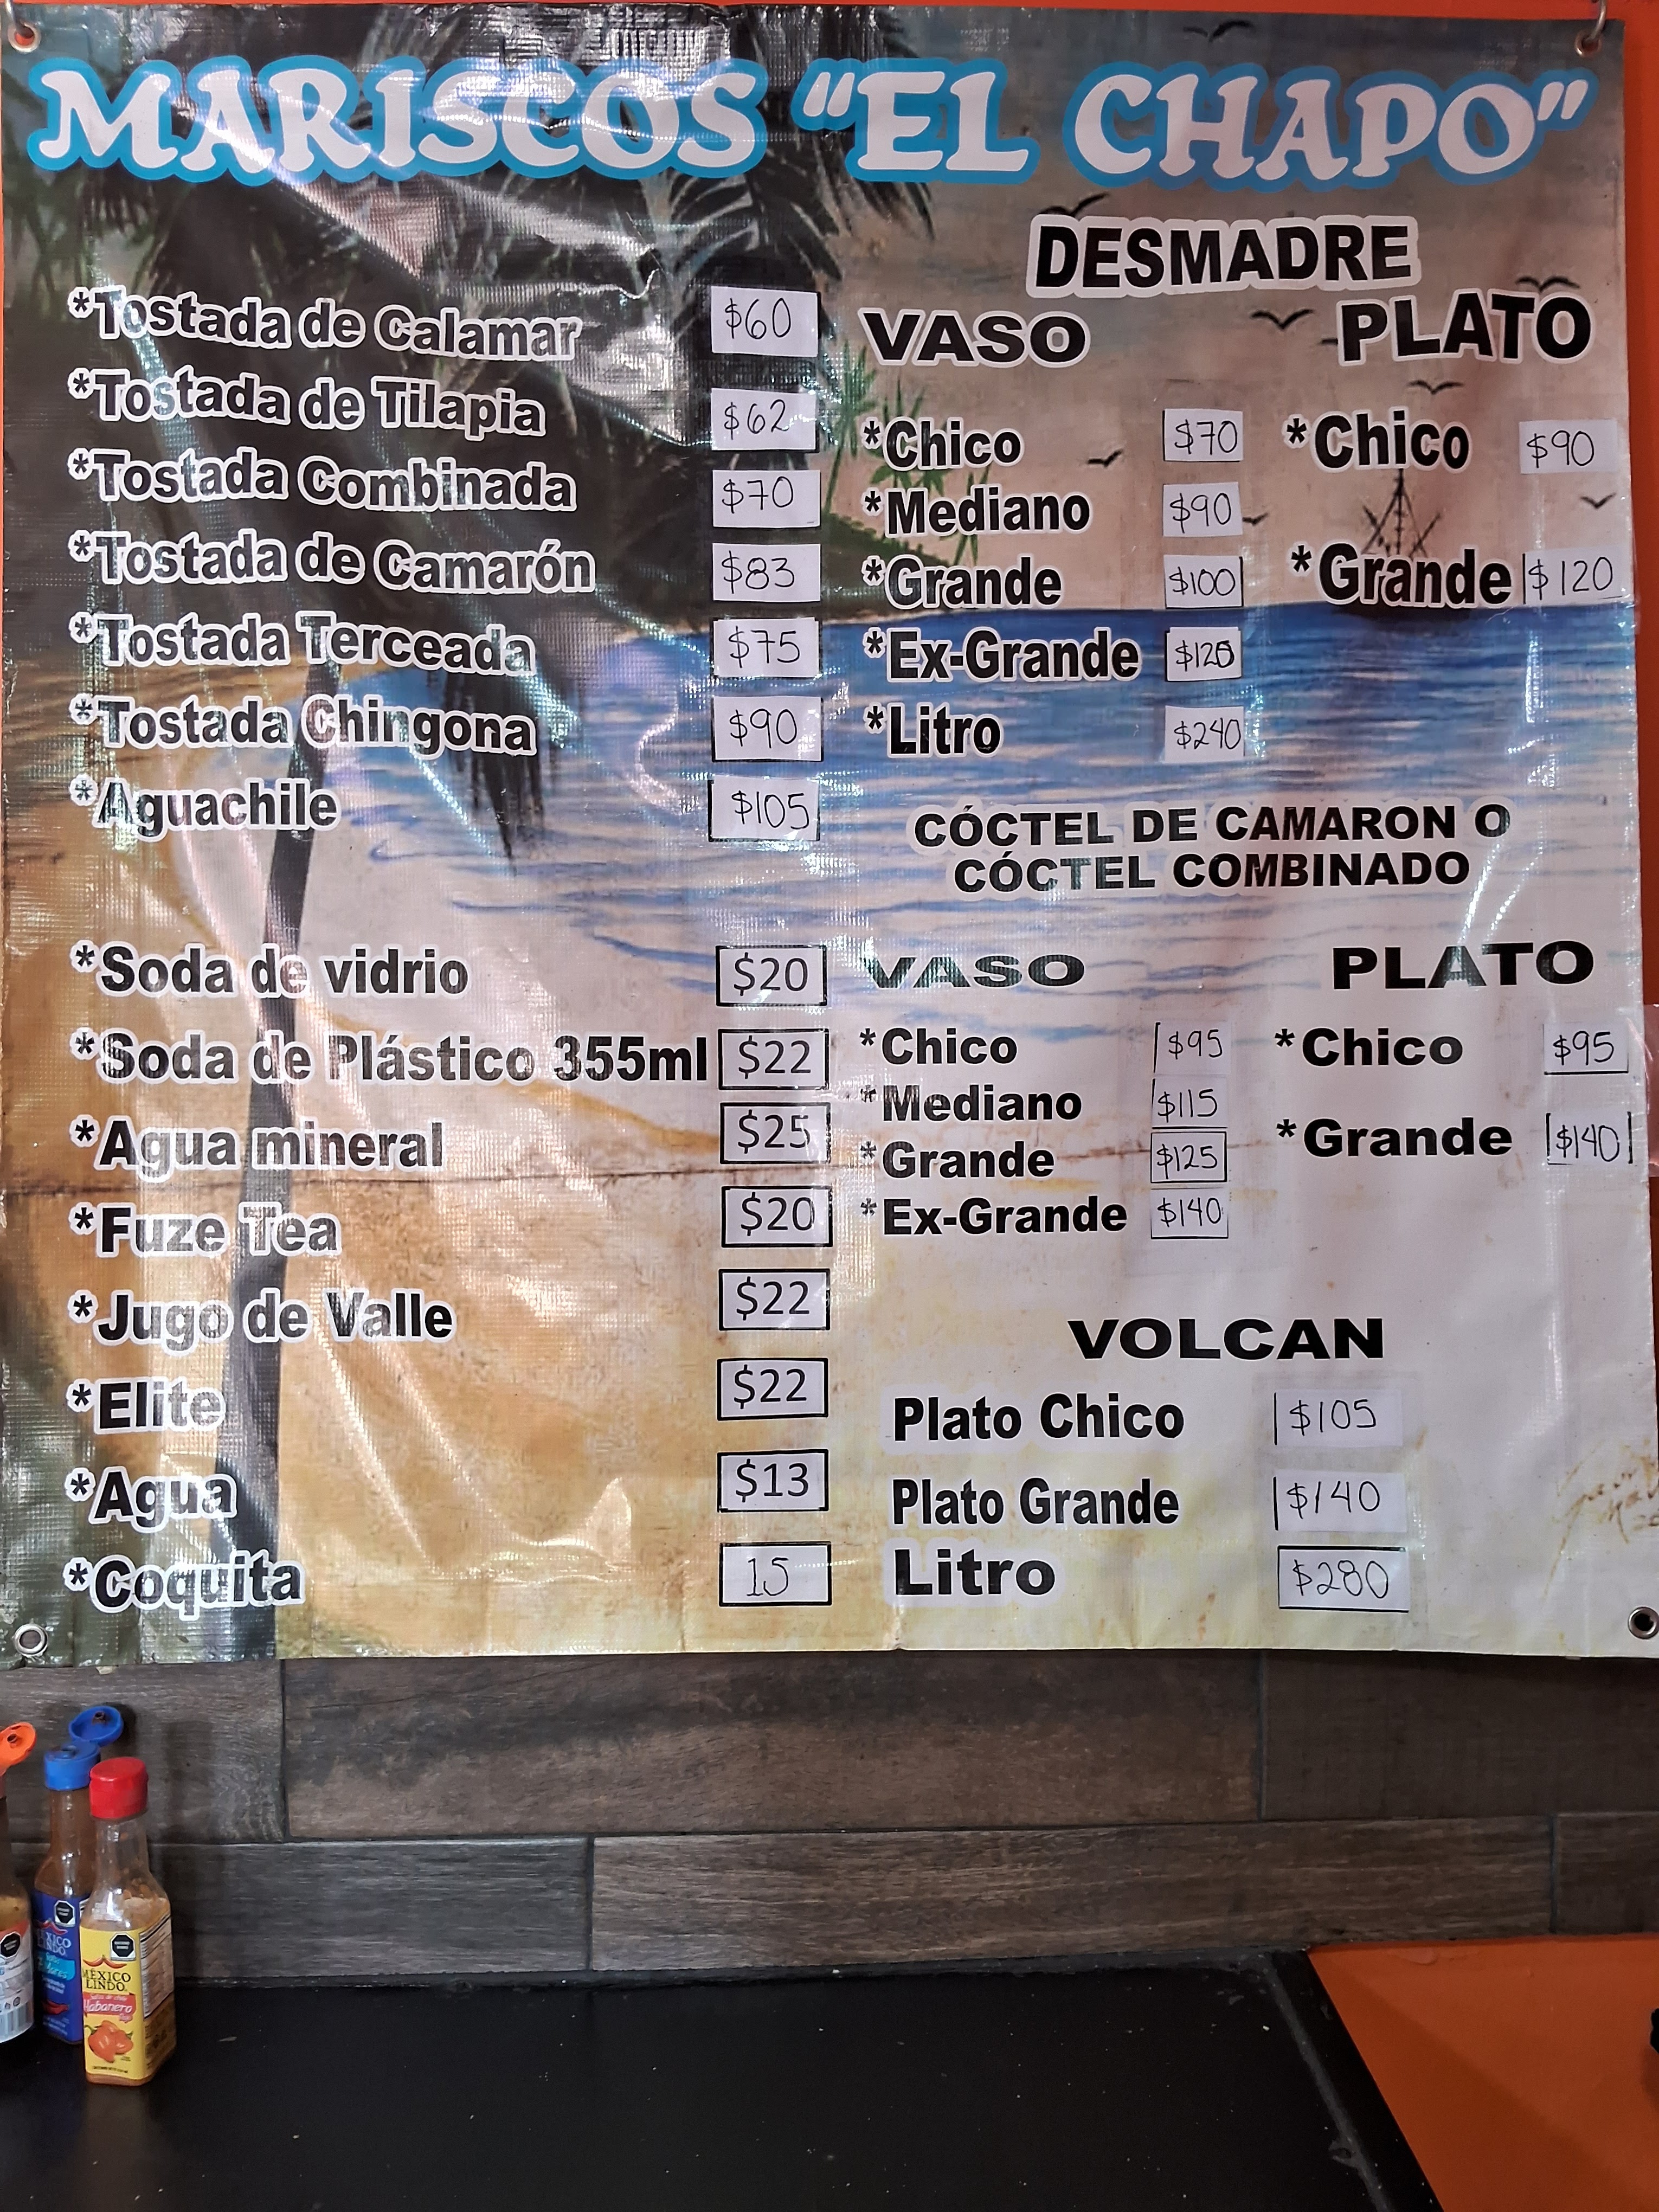 MARISCOS "EL CHAPO"
*Tostada de Calamar $60
*Tostada de Tilapia $62
*Tostada Combinada $70
*Tostada de Camarón $83
*Tostada Terceada $75
*Tostada Chingona $90
*Aguachile $105
*Soda de vidrio $20
*Soda de Plástico 355ml $22
*Agua mineral $25
*Fuze Tea $20
*Jugo de Valle $22
*Elite $22
*Agua $13
*Coquita 15
DESMADRE
VASO
*Chico $70
*Mediano $90
*Grande $100
*Ex-Grande $125
*Litro $240
PLATO
*Chico $90
*Grande $120
CÓCTEL DE CAMARON O
CÓCTEL COMBINADO
VASO
*Chico $95
*Mediano $115
*Grande $125
*Ex-Grande $140
PLATO
*Chico $95
*Grande $140
VOLCAN
Plato Chico $105
Plato Grande $140
Litro $280
MÉXICO
LINDO
MÉXICO
LINDO
Habanero